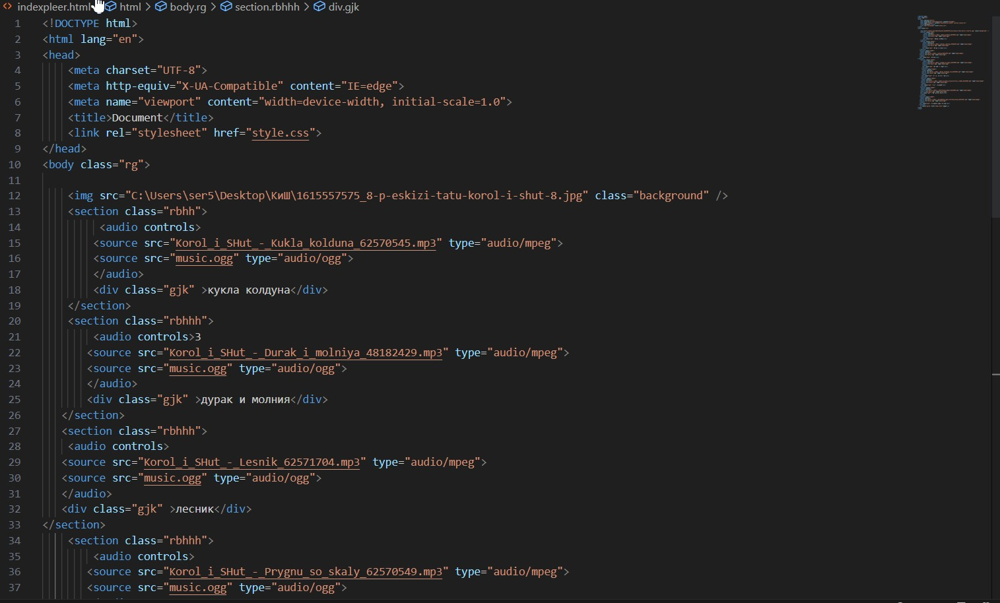 indexpleer.html html > body.rg > section.rbhhh > div.gjk
1 <!DOCTYPE html>
2 <html lang="en">
3 <head>
4 <meta charset="UTF-8">
5 <meta http-equiv="X-UA-Compatible" content="IE=edge">
6 <meta name="viewport" content="width=device-width, initial-scale=1.0">
7 <title>Document</title>
8 <link rel="stylesheet" href="style.css">
9 </head>
10 <body class="rg">
11
12 <img src="C:\Users\ser5\Desktop\КиШ\1615557575_8-p-eskizi-tatu-korol-i-shut-8.jpg" class="background" />
13 <section class="rbhh">
14 <audio controls>
15 <source src="Korol_i_SHut_-_Kukla_kolduna_62570545.mp3" type="audio/mpeg">
16 <source src="music.ogg" type="audio/ogg">
17 </audio>
18 <div class="gjk" >кукла колдуна</div>
19 </section>
20 <section class="rbhhh">
21 <audio controls>3
22 <source src="Korol_i_SHut_-_Durak_i_molniya_48182429.mp3" type="audio/mpeg">
23 <source src="music.ogg" type="audio/ogg">
24 </audio>
25 <div class="gjk" >дурак и молния</div>
26 </section>
27 <section class="rbhhh">
28 <audio controls>
29 <source src="Korol_i_SHut_-_Lesnik_62571704.mp3" type="audio/mpeg">
30 <source src="music.ogg" type="audio/ogg">
31 </audio>
32 <div class="gjk" >лесник</div>
33 </section>
34 <section class="rbhhh">
35 <audio controls>
36 <source src="Korol_i_SHut_-_Prygnu_so_skaly_62570549.mp3" type="audio/mpeg">
37 <source src="music.ogg" type="audio/ogg">